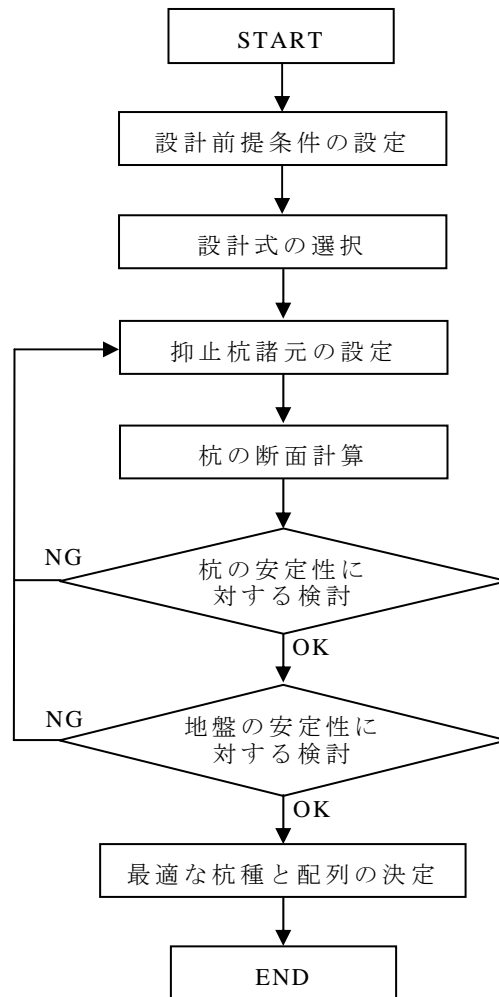 START
設計前提条件の設定
設計式の選択
抑止杭諸元の設定
杭の断面計算
NG
杭の安定性に
対する検討
OK
NG
地盤の安定性に
対する検討
OK
最適な杭種と配列の決定
END